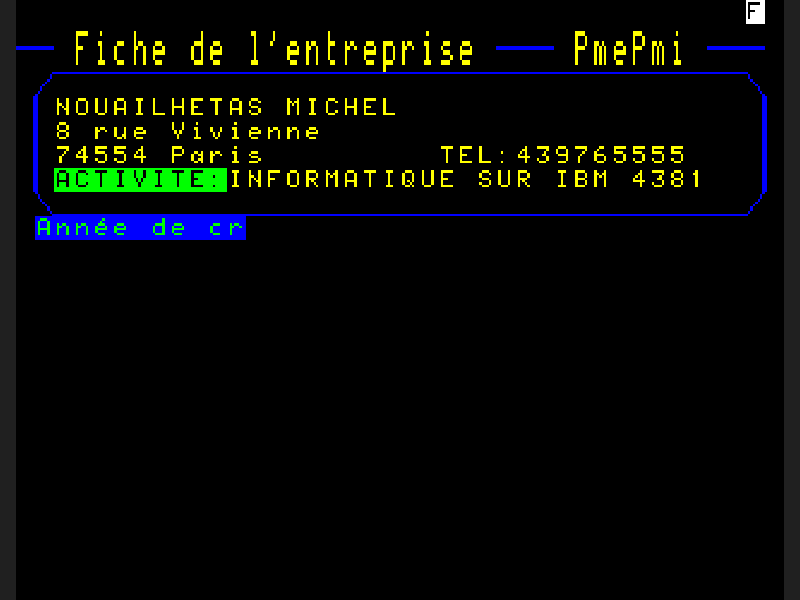 F
Fiche de l'entreprise PmePmi
NOUAILHETAS MICHEL
8 rue Vivienne
74554 Paris TEL:439765555
ACTIVITE:INFORMATIQUE SUR IBM 4381
Année de cr